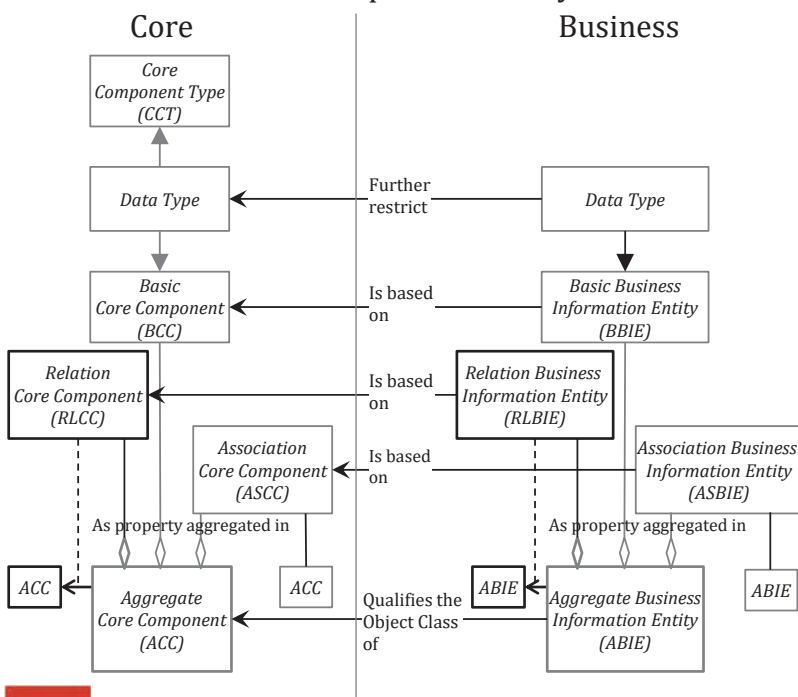 Core
Business
Core
Component Type
(CCT)
Data Type
Further
restrict
Data Type
Basic
Core Component
(BCC)
Is based
on
Basic Business
Information Entity
(BBIE)
Relation
Core Component
(RLCC)
Is based
on
Relation Business
Information Entity
(RLBIE)
Association
Core Component
(ASCC)
Is based
on
Association Business
Information Entity
(ASBIE)
As property aggregated in
As property aggregated in
ACC
Aggregate
Core Component
(ACC)
ACC
Qualifies the
Object Class
of
ABIE
Aggregate Business
Information Entity
(ABIE)
ABIE